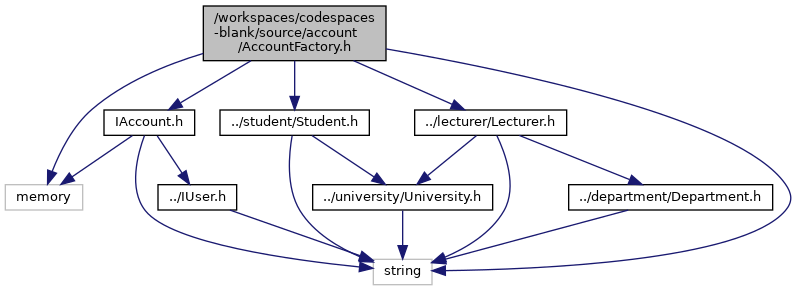 /workspaces/codespaces
-blank/source/account
/AccountFactory.h
IAccount.h
../student/Student.h
../lecturer/Lecturer.h
memory
../IUser.h
../university/University.h
../department/Department.h
string